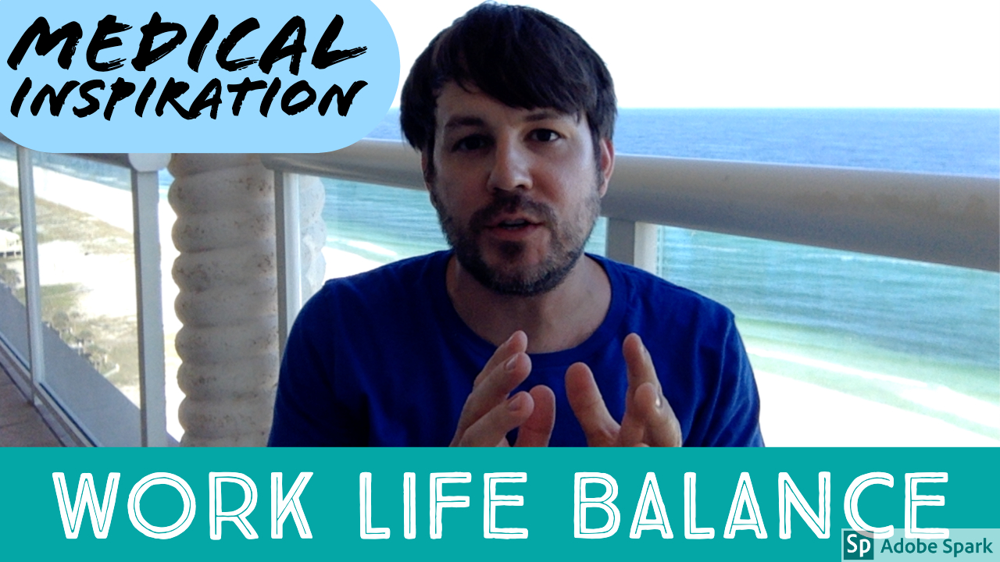 MEDICAL
INSPIRATION
WORK LIFE BALANCE
Sp Adobe Spark